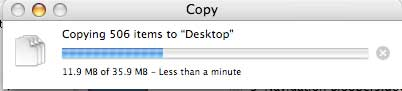 Copy
Copying 506 items to “Desktop”
11.9 MB of 35.9 MB – Less than a minute